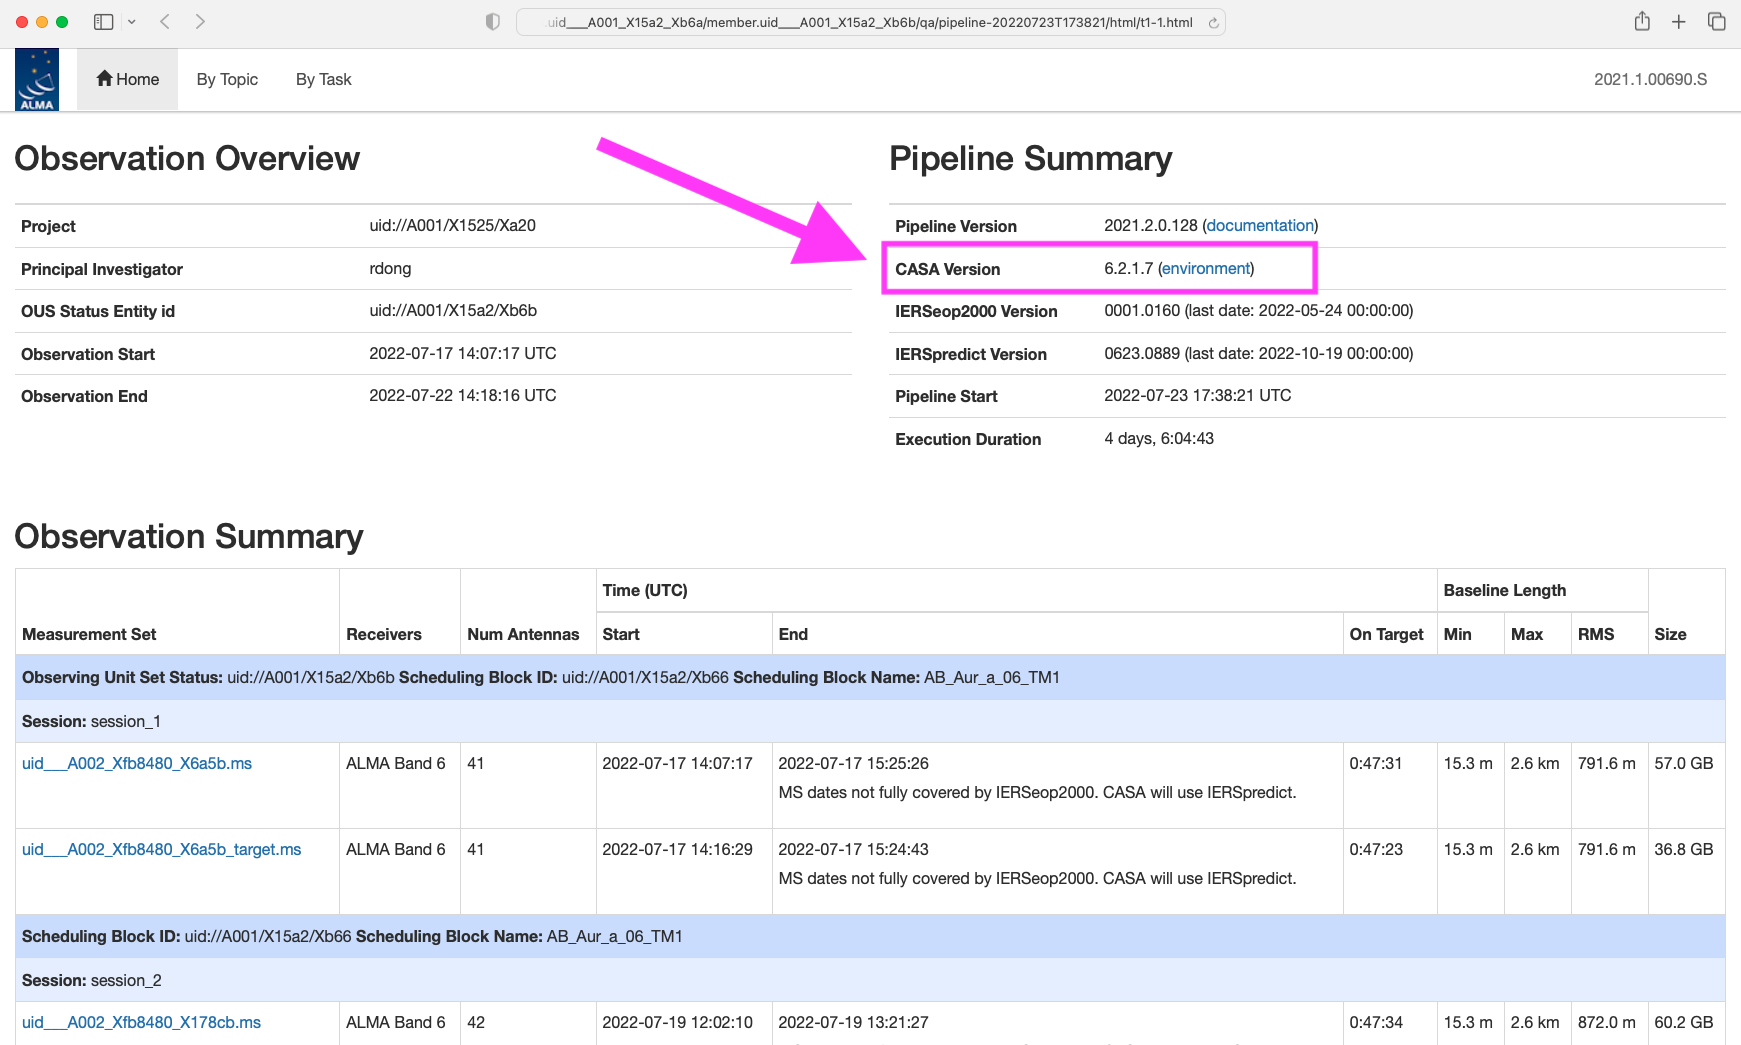 .uid___A001_X15a2_Xb6a/member.uid___A001_X15a2_Xb6b/qa/pipeline-20220723T173821/html/t1-1.html
ALMA
Home By Topic By Task 2021.1.00690.S
Observation Overview
Project uid://A001/X1525/Xa20
Principal Investigator rdong
OUS Status Entity id uid://A001/X15a2/Xb6b
Observation Start 2022-07-17 14:07:17 UTC
Observation End 2022-07-22 14:18:16 UTC
Pipeline Summary
Pipeline Version 2021.2.0.128 (documentation)
CASA Version 6.2.1.7 (environment)
IERSeop2000 Version 0001.0160 (last date: 2022-05-24 00:00:00)
IERSpredict Version 0623.0889 (last date: 2022-10-19 00:00:00)
Pipeline Start 2022-07-23 17:38:21 UTC
Execution Duration 4 days, 6:04:43
Observation Summary
Time (UTC) Baseline Length
Measurement Set Receivers Num Antennas Start End On Target Min Max RMS Size
Observing Unit Set Status: uid://A001/X15a2/Xb6b Scheduling Block ID: uid://A001/X15a2/Xb66 Scheduling Block Name: AB_Aur_a_06_TM1
Session: session_1
uid___A002_Xfb8480_X6a5b.ms ALMA Band 6 41 2022-07-17 14:07:17 2022-07-17 15:25:26 0:47:31 15.3 m 2.6 km 791.6 m 57.0 GB
MS dates not fully covered by IERSeop2000. CASA will use IERSpredict.
uid___A002_Xfb8480_X6a5b_target.ms ALMA Band 6 41 2022-07-17 14:16:29 2022-07-17 15:24:43 0:47:23 15.3 m 2.6 km 791.6 m 36.8 GB
MS dates not fully covered by IERSeop2000. CASA will use IERSpredict.
Scheduling Block ID: uid://A001/X15a2/Xb66 Scheduling Block Name: AB_Aur_a_06_TM1
Session: session_2
uid___A002_Xfb8480_X178cb.ms ALMA Band 6 42 2022-07-19 12:02:10 2022-07-19 13:21:27 0:47:34 15.3 m 2.6 km 872.0 m 60.2 GB